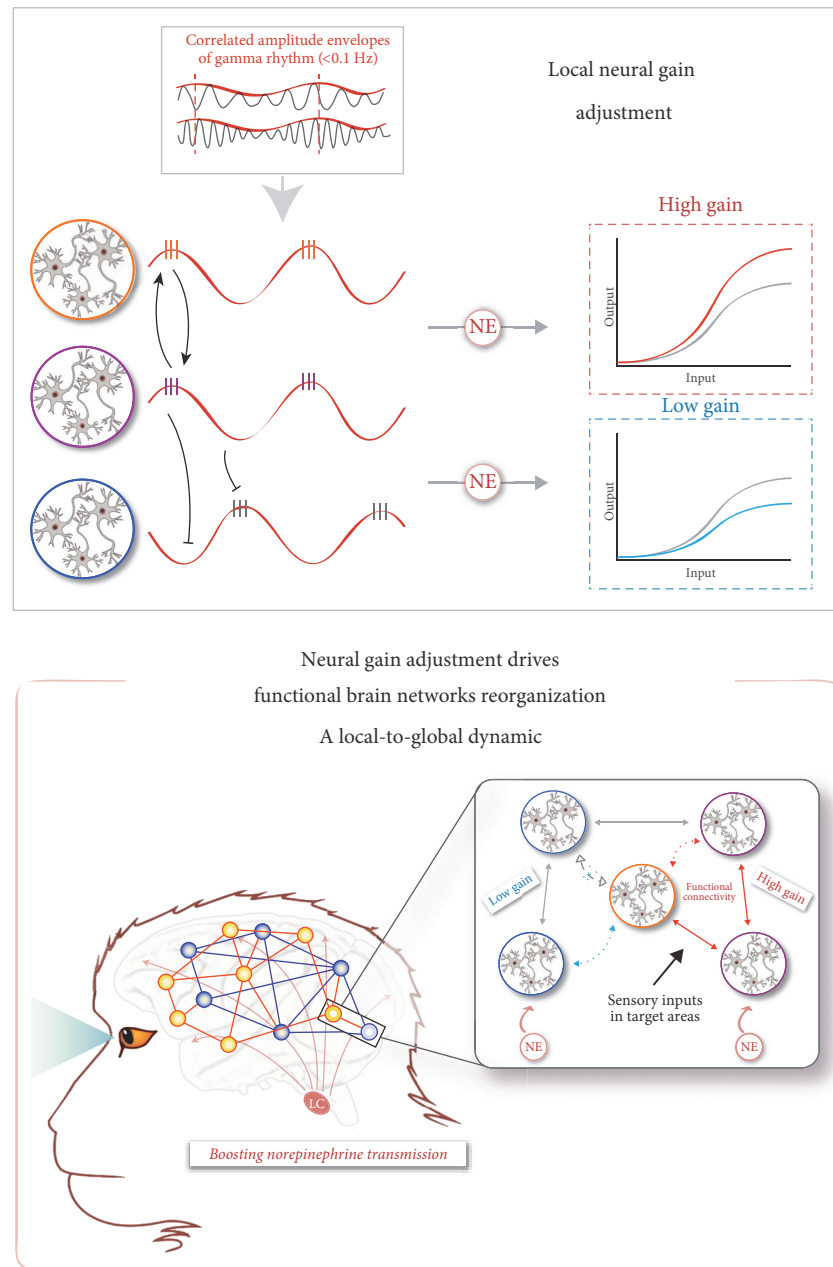 Correlated amplitude envelopes
of gamma rhythm (<0.1 Hz)
Local neural gain
adjustment
High gain
NE
Output
Input
Low gain
NE
Output
Input
Neural gain adjustment drives
functional brain networks reorganization
A local-to-global dynamic
Low gain
Functional
connectivity
High gain
Sensory inputs
in target areas
NE
NE
LC
Boosting norepinephrine transmission